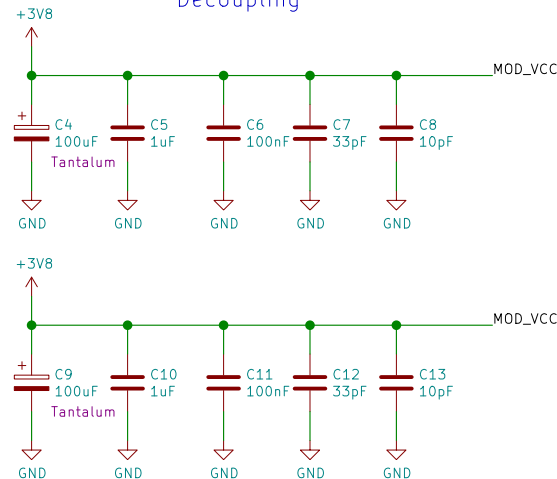 Decoupling
+3V8
MOD_VCC
+
C4 C5 C6 C7 C8
100uF 1uF 100nF 33pF 10pF
Tantalum
GND GND GND GND GND
+3V8
MOD_VCC
+
C9 C10 C11 C12 C13
100uF 1uF 100nF 33pF 10pF
Tantalum
GND GND GND GND GND